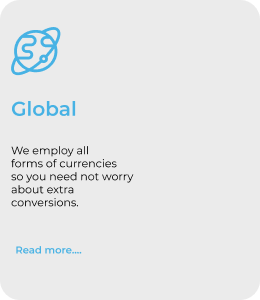 Global
We employ all
forms of currencies
so you need not worry
about extra
conversions.
Read more....